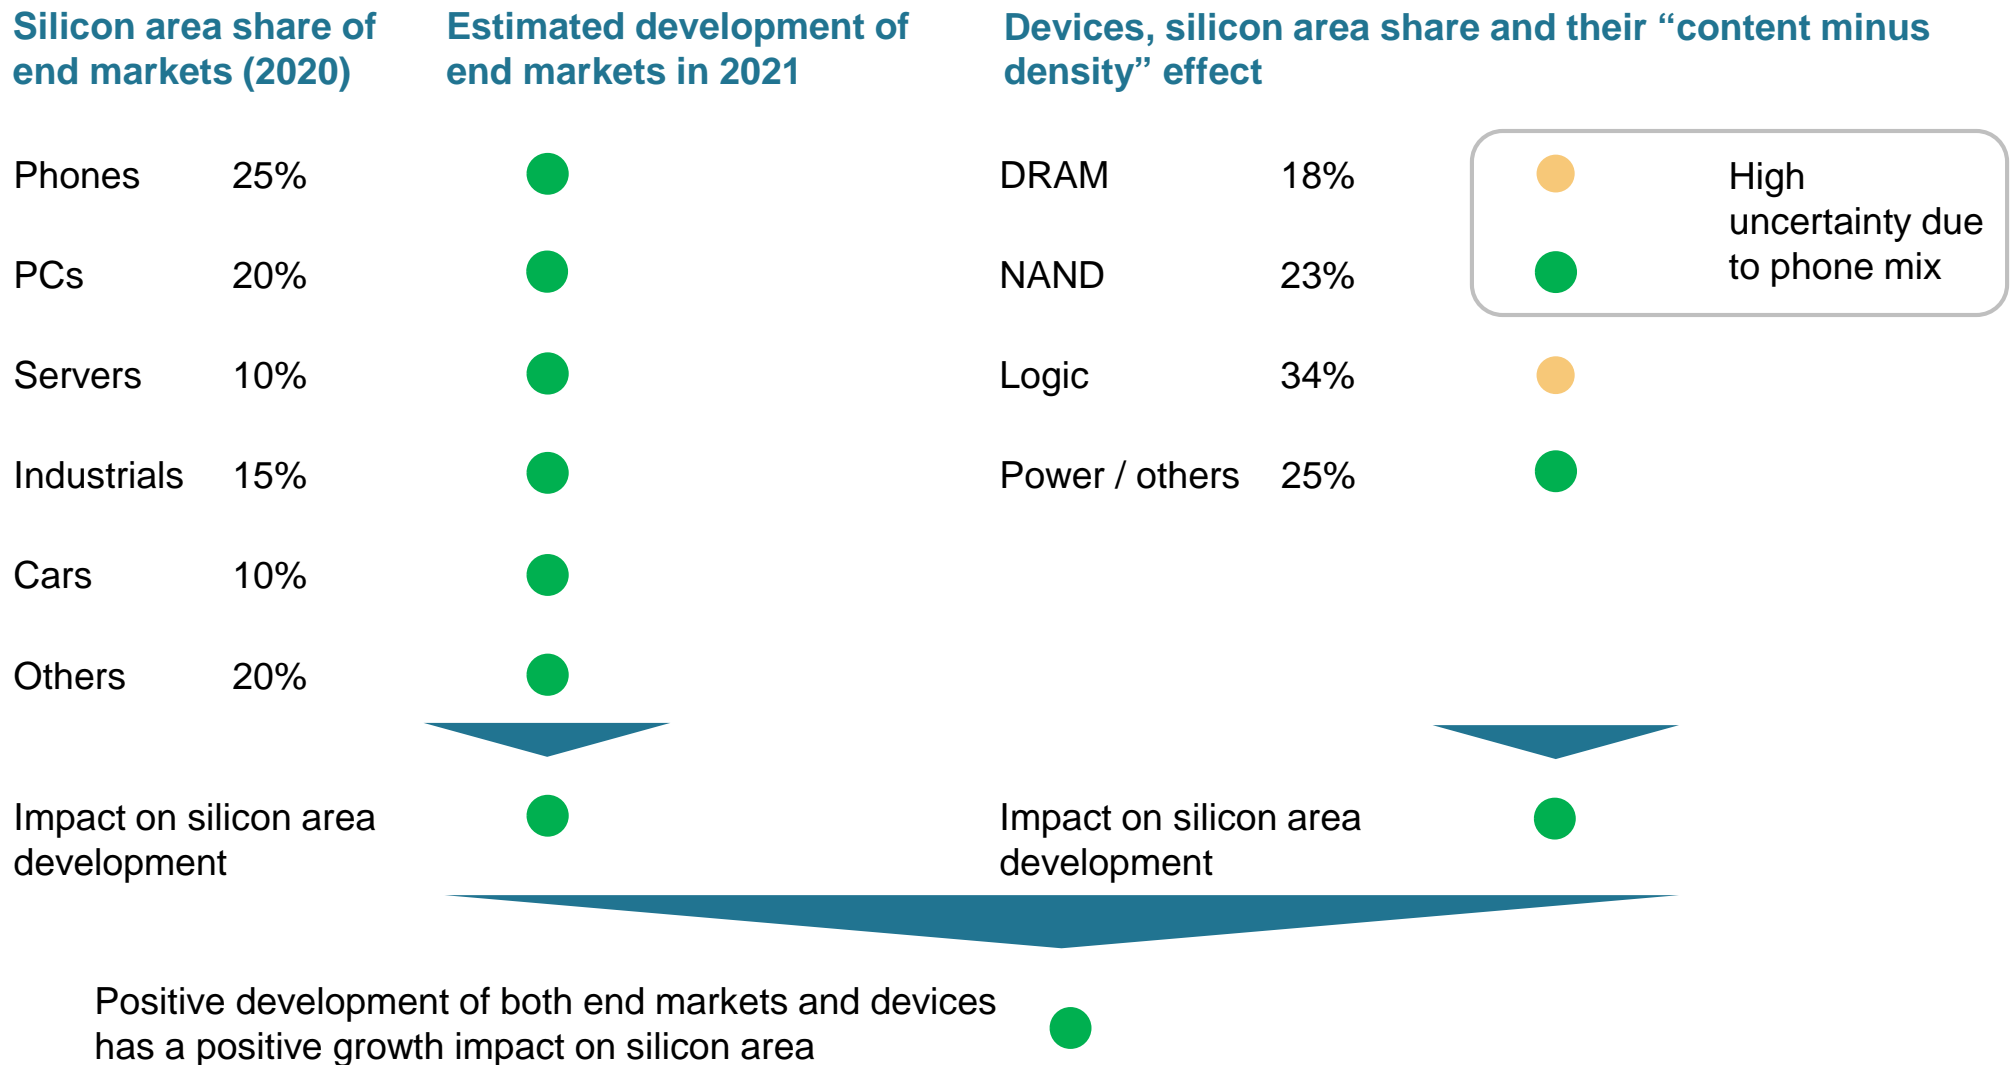 Silicon area share of
end markets (2020)
Estimated development of
end markets in 2021
Devices, silicon area share and their “content minus
density” effect
Phones 25%
PCs 20%
Servers 10%
Industrials 15%
Cars 10%
Others 20%
DRAM 18%
NAND 23%
Logic 34%
Power / others 25%
High
uncertainty due
to phone mix
Impact on silicon area
development
Impact on silicon area
development
Positive development of both end markets and devices
has a positive growth impact on silicon area